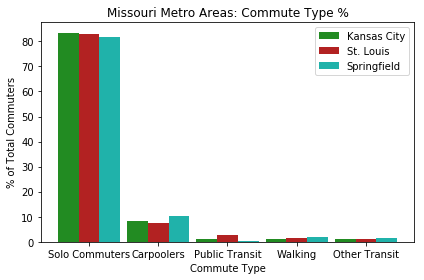 Missouri Metro Areas: Commute Type %
Kansas City
St. Louis
Springfield
% of Total Commuters
80
70
60
50
40
30
20
10
0
Solo Commuters Carpoolers Public Transit Walking Other Transit
Commute Type